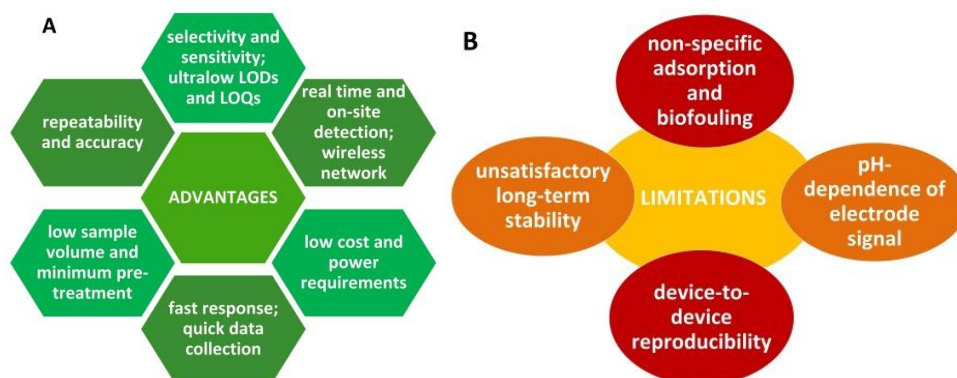 A
selectivity and
sensitivity;
ultralow LODs
and LOQs
repeatability
and accuracy
real time and
on-site
detection;
wireless
network
ADVANTAGES
low sample
volume and
minimum pre-
treatment
low cost and
power
requirements
fast response;
quick data
collection
B
non-specific
adsorption
and
biofouling
unsatisfactory
long-term
stability
LIMITATIONS
pH-
dependence of
electrode
signal
device-to-
device
reproducibility